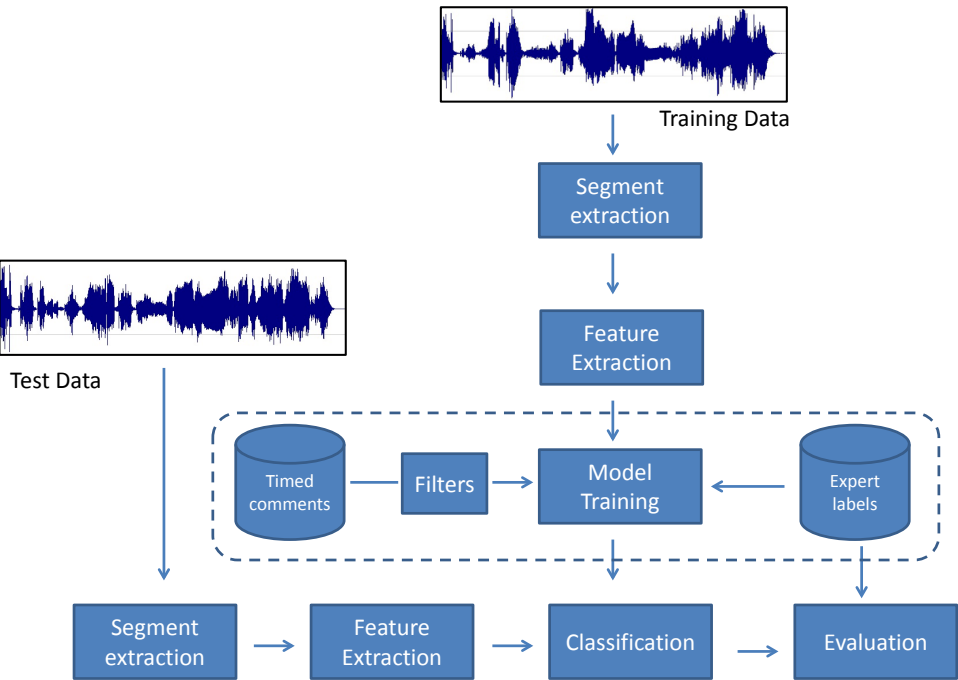 Training Data
Segment
extraction
Feature
Extraction
Test Data
Timed
comments
Filters
Model
Training
Expert
labels
Segment
extraction
Feature
Extraction
Classification
Evaluation